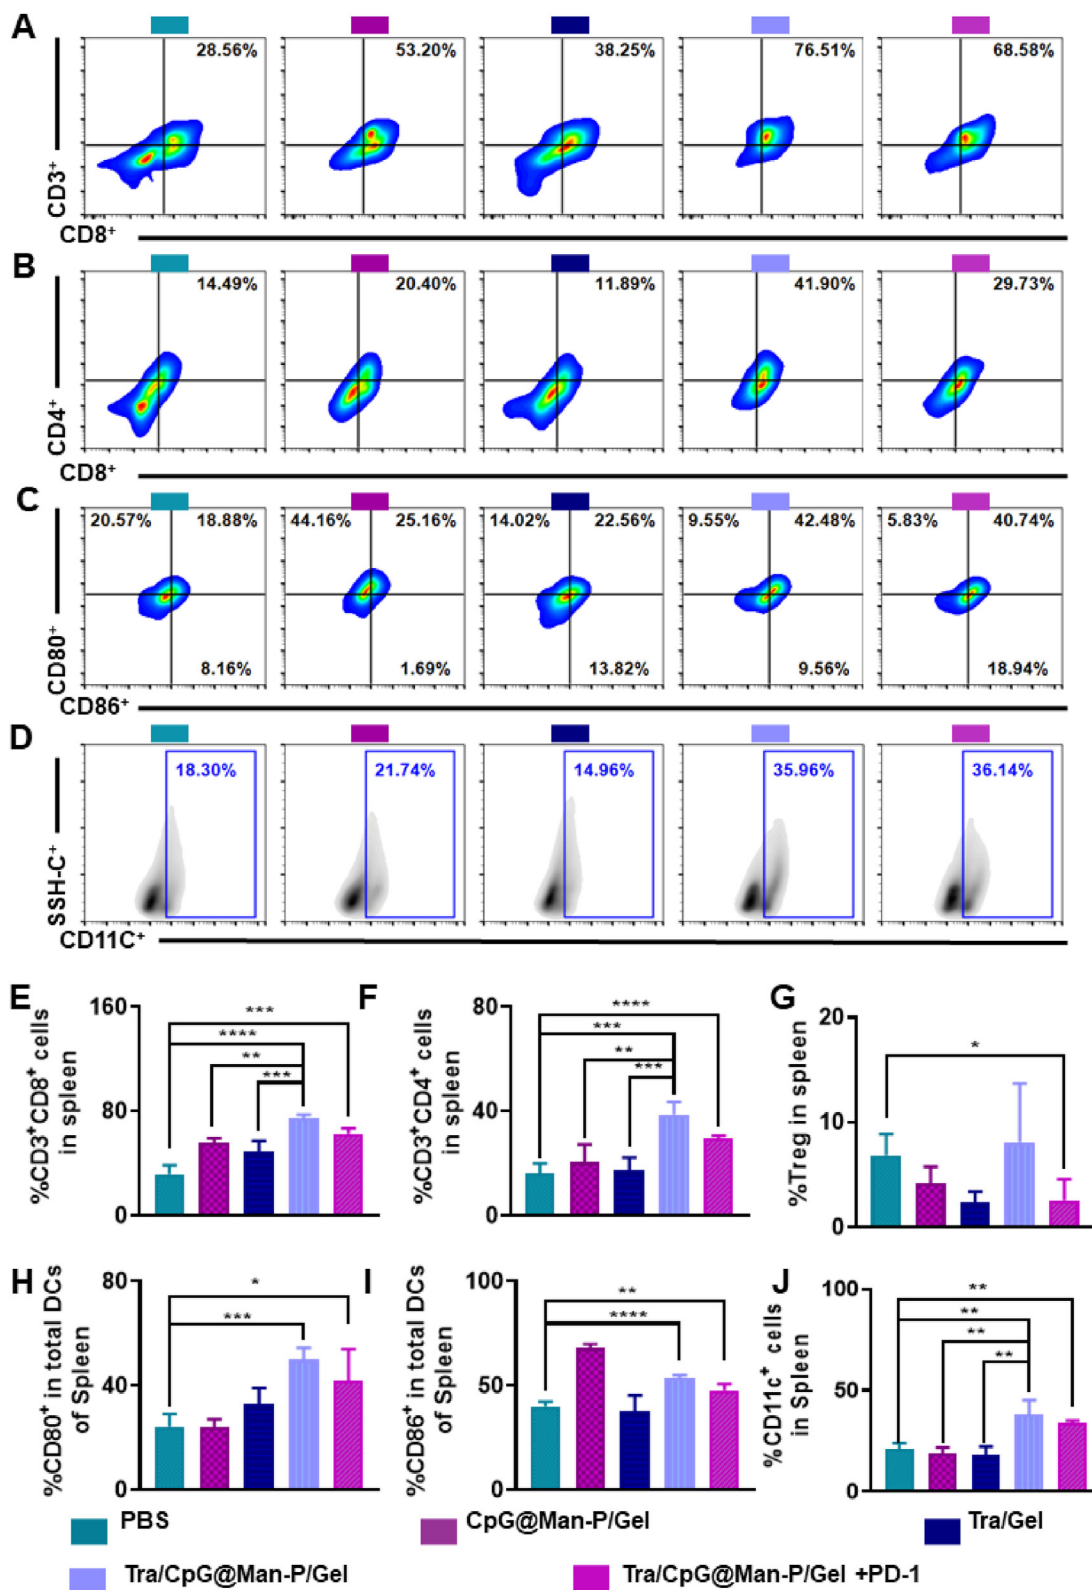 A
28.56%
53.20%
38.25%
76.51%
68.58%
CD3+
CD8+
B
14.49%
20.40%
11.89%
41.90%
29.73%
CD4+
CD8+
C
20.57% 18.88%
44.16% 25.16%
14.02% 22.56%
9.55% 42.48%
5.83% 40.74%
8.16%
1.69%
13.82%
9.56%
18.94%
CD80+
CD86+
D
18.30%
21.74%
14.96%
35.96%
36.14%
SSH-C+
CD11C+
E
%CD3+CD8+ cells
in spleen
160
80
0
***
****
**
***
F
%CD3+CD4+ cells
in spleen
80
40
0
****
***
**
***
G
%Treg in spleen
20
10
0
*
H
%CD80+ in total DCs
of Spleen
80
40
0
*
***
I
%CD86+ in total DCs
of Spleen
100
50
0
**
****
J
%CD11c+ cells
in Spleen
100
50
0
**
**
**
**
PBS
CpG@Man-P/Gel
Tra/Gel
Tra/CpG@Man-P/Gel
Tra/CpG@Man-P/Gel +PD-1